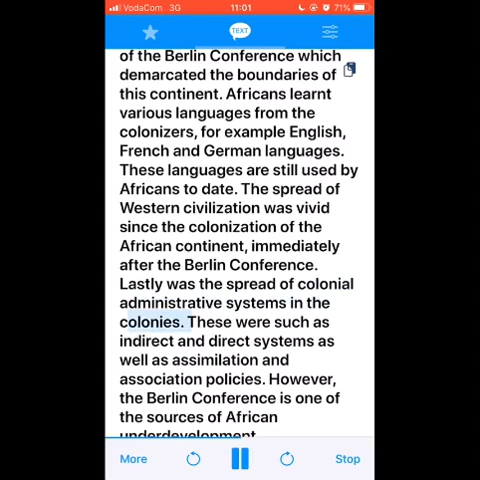 VodaCom 3G 11:01 71%
TEXT
of the Berlin Conference which
demarcated the boundaries of
this continent. Africans learnt
various languages from the
colonizers, for example English,
French and German languages.
These languages are still used by
Africans to date. The spread of
Western civilization was vivid
since the colonization of the
African continent, immediately
after the Berlin Conference.
Lastly was the spread of colonial
administrative systems in the
colonies. These were such as
indirect and direct systems as
well as assimilation and
association policies. However,
the Berlin Conference is one of
the sources of African
underdevelopment
More Stop